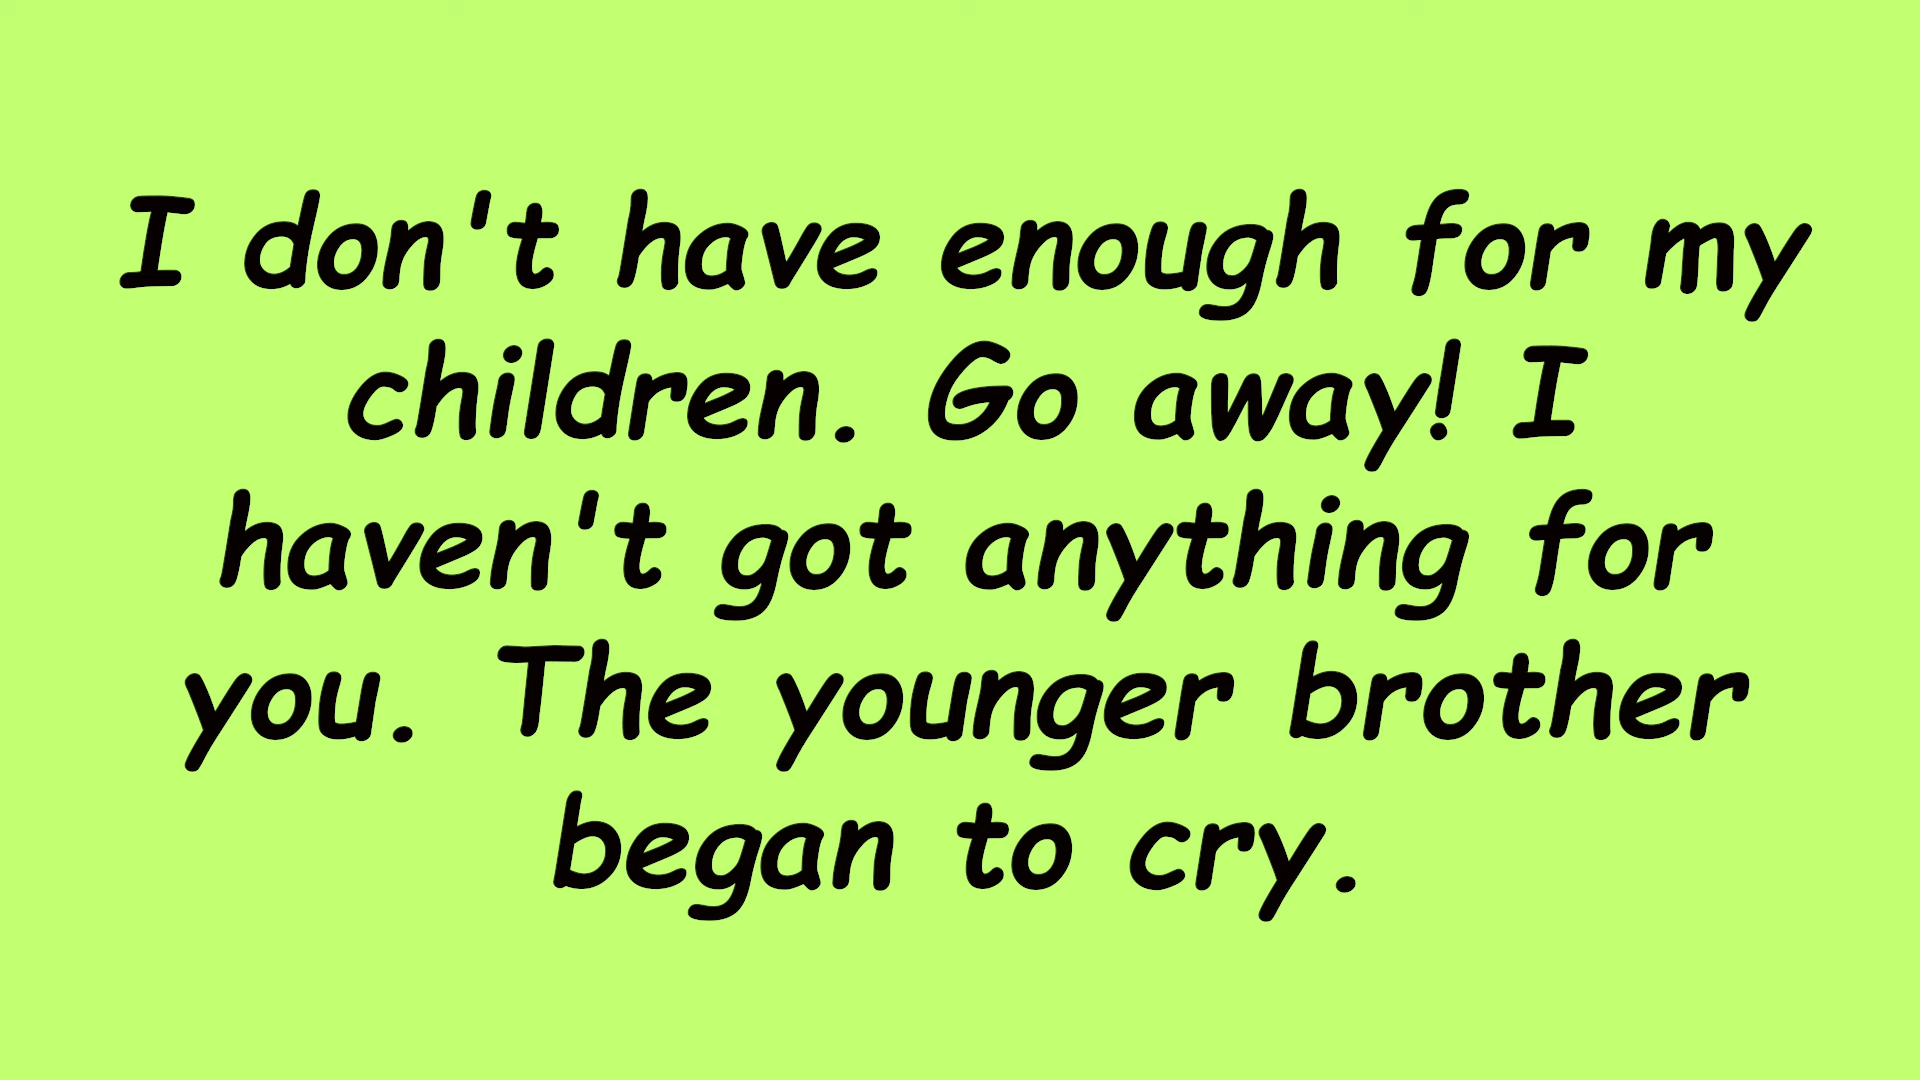 I don't have enough for my
children. Go away! I
haven't got anything for
you. The younger brother
began to cry.